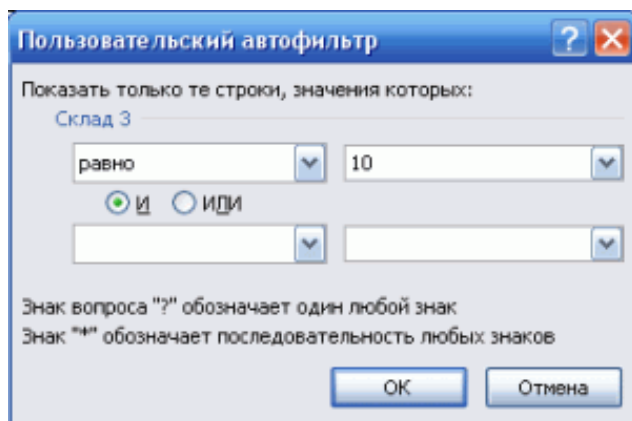 Пользовательский автофильтр ?
Показать только те строки, значения которых:
Склад 3
равно 10
И ИЛИ
Знак вопроса "?" обозначает один любой знак
Знак "*" обозначает последовательность любых знаков
ОК Отмена